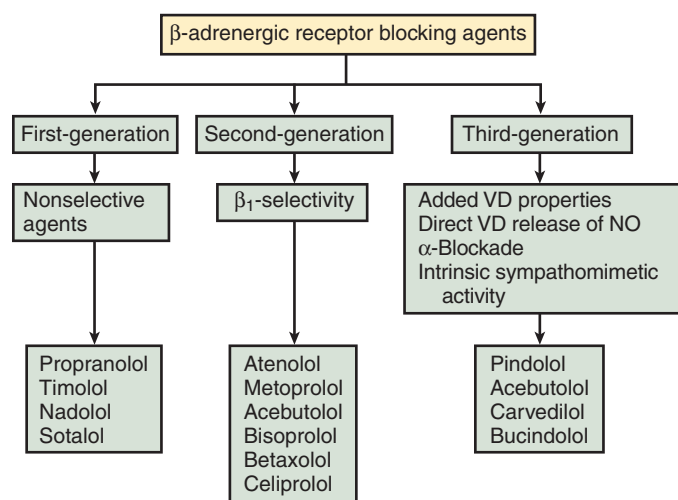 β-adrenergic receptor blocking agents
First-generation
Second-generation
Third-generation
Nonselective
agents
β₁-selectivity
Added VD properties
Direct VD release of NO
α-Blockade
Intrinsic sympathomimetic
activity
Propranolol
Timolol
Nadolol
Sotalol
Atenolol
Metoprolol
Acebutolol
Bisoprolol
Betaxolol
Celiprolol
Pindolol
Acebutolol
Carvedilol
Bucindolol